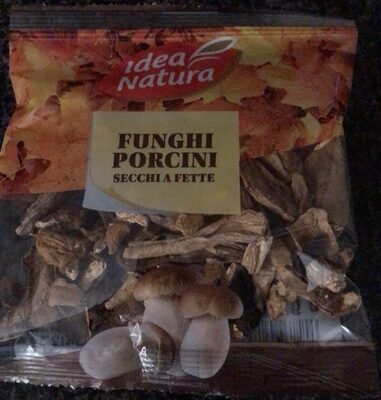 Idea
Natura
FUNGHI
PORCINI
SECCHI A FETTE